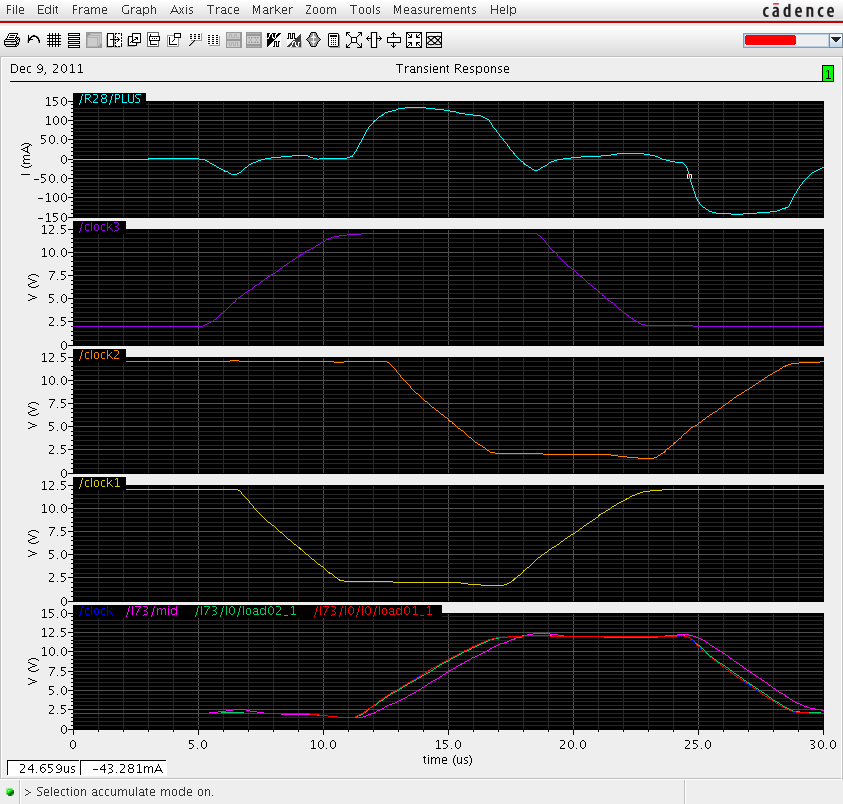 File Edit Frame Graph Axis Trace Marker Zoom Tools Measurements Help
cādence
Dec 9, 2011 Transient Response 1
/R28/PLUS
I (mA)
150
100
50.0
0
-50.0
-100
-150
/clock3
V (V)
12.5
10.0
7.5
5.0
2.5
0
/clock2
V (V)
12.5
10.0
7.5
5.0
2.5
0
/clock1
V (V)
12.5
10.0
7.5
5.0
2.5
0
/clock /I73/mid /I73/I0/load02_1 /I73/I0/I0/load01_1
V (V)
15.0
12.5
10.0
7.5
5.0
2.5
0
0 5.0 10.0 15.0 20.0 25.0 30.0
time (us)
24.659us -43.281mA
> Selection accumulate mode on.